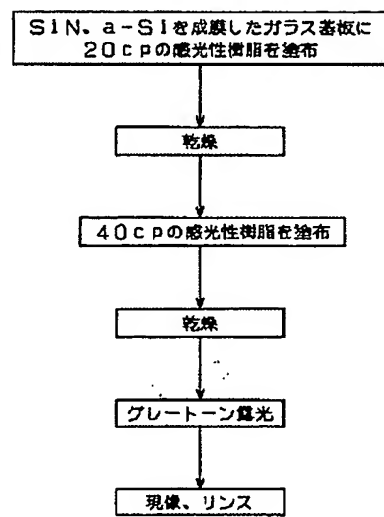 SiN、a-Siを成膜したガラス基板に
20cpの感光性樹脂を塗布
乾燥
40cpの感光性樹脂を塗布
乾燥
グレートーン露光
現像、リンス